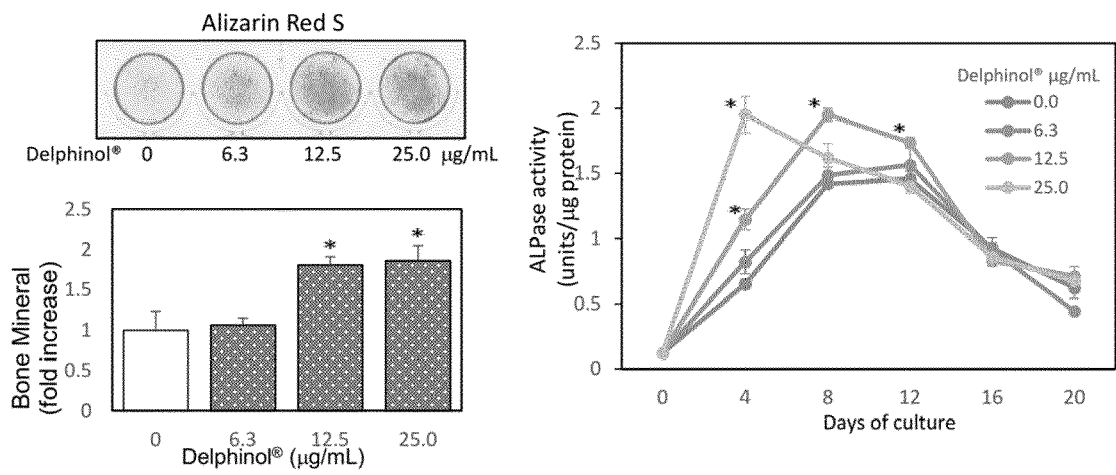 Alizarin Red S
Delphinol® 0 6.3 12.5 25.0 μg/mL
2.5
2
1.5
1
0.5
0
Bone Mineral
(fold increase)
* *
0 6.3 12.5 25.0
Delphinol® (μg/mL)
2.5
2
1.5
1
0.5
0
ALPase activity
(units/μg protein)
Delphinol® μg/mL
0.0
6.3
12.5
25.0
* * *
*
0 4 8 12 16 20
Days of culture